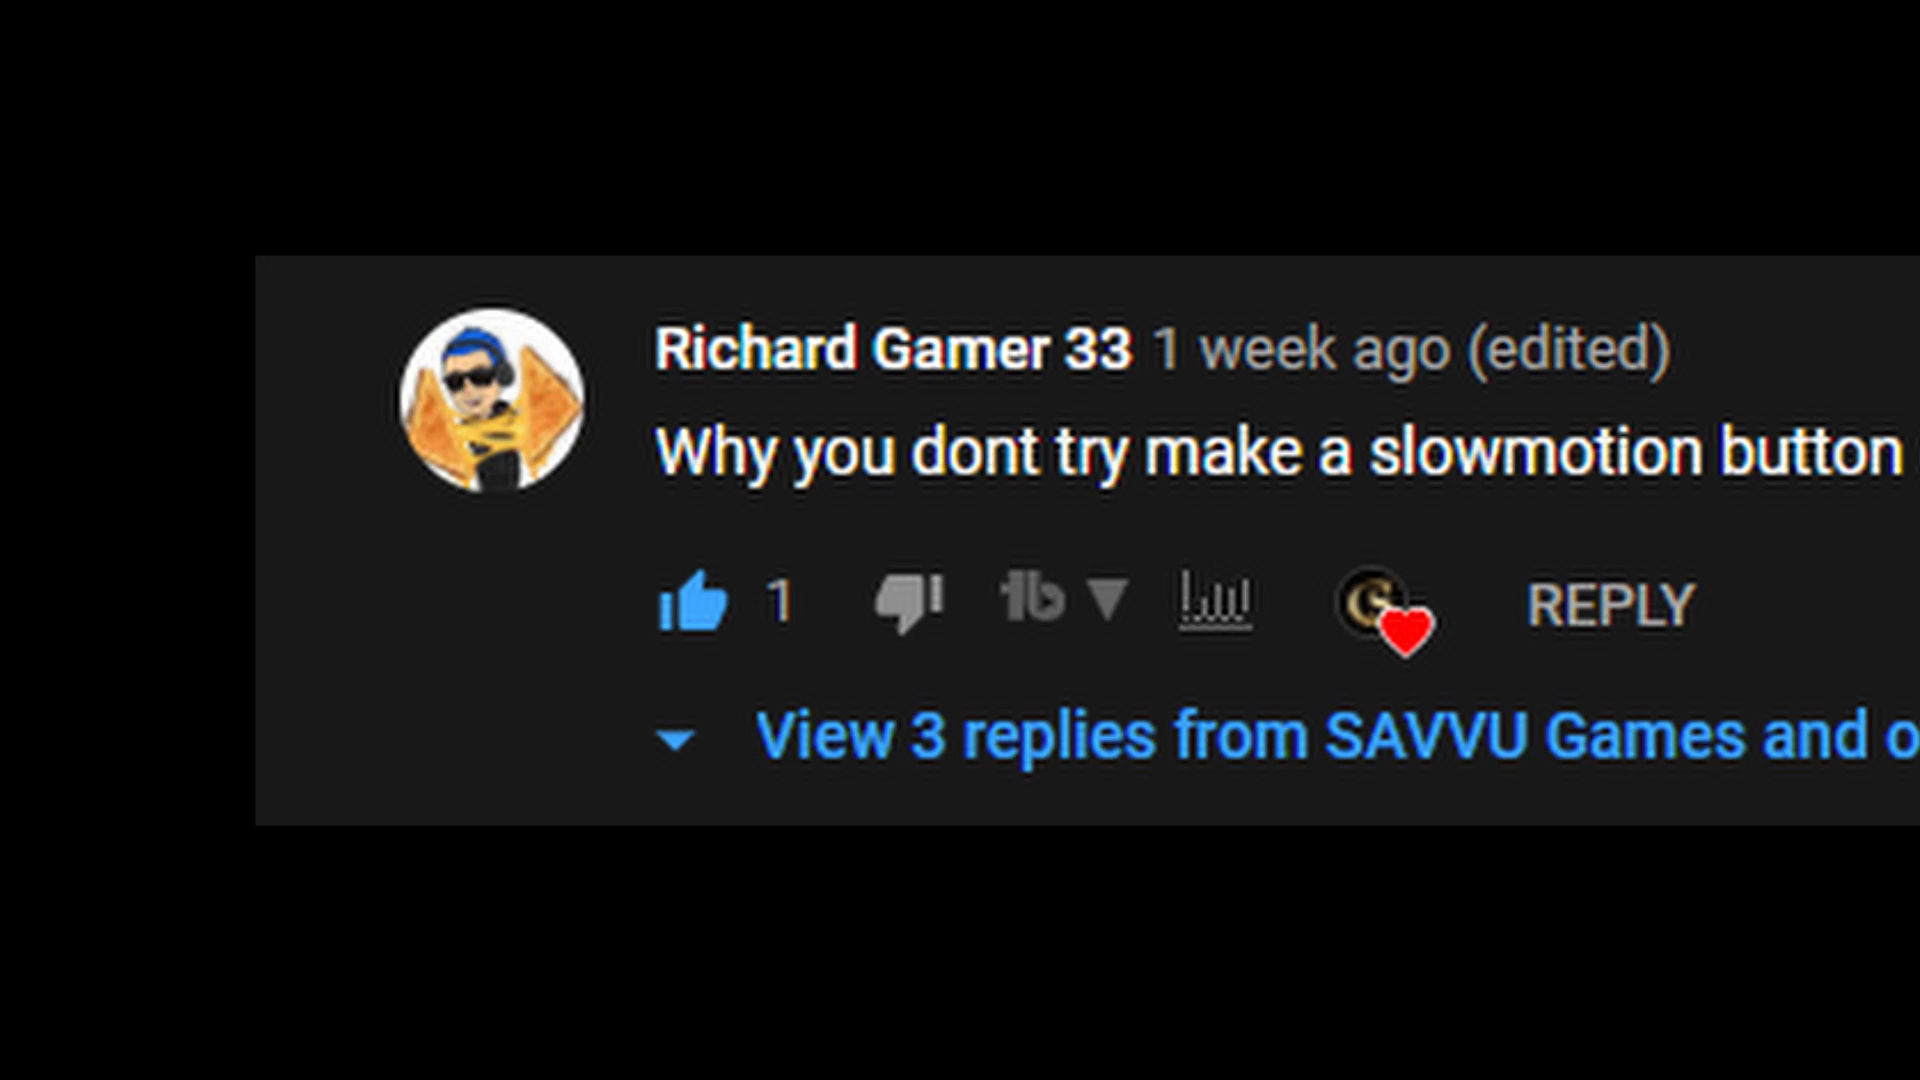 Richard Gamer 33 1 week ago (edited)
Why you dont try make a slowmotion button
1 tb REPLY
View 3 replies from SAVVU Games and o